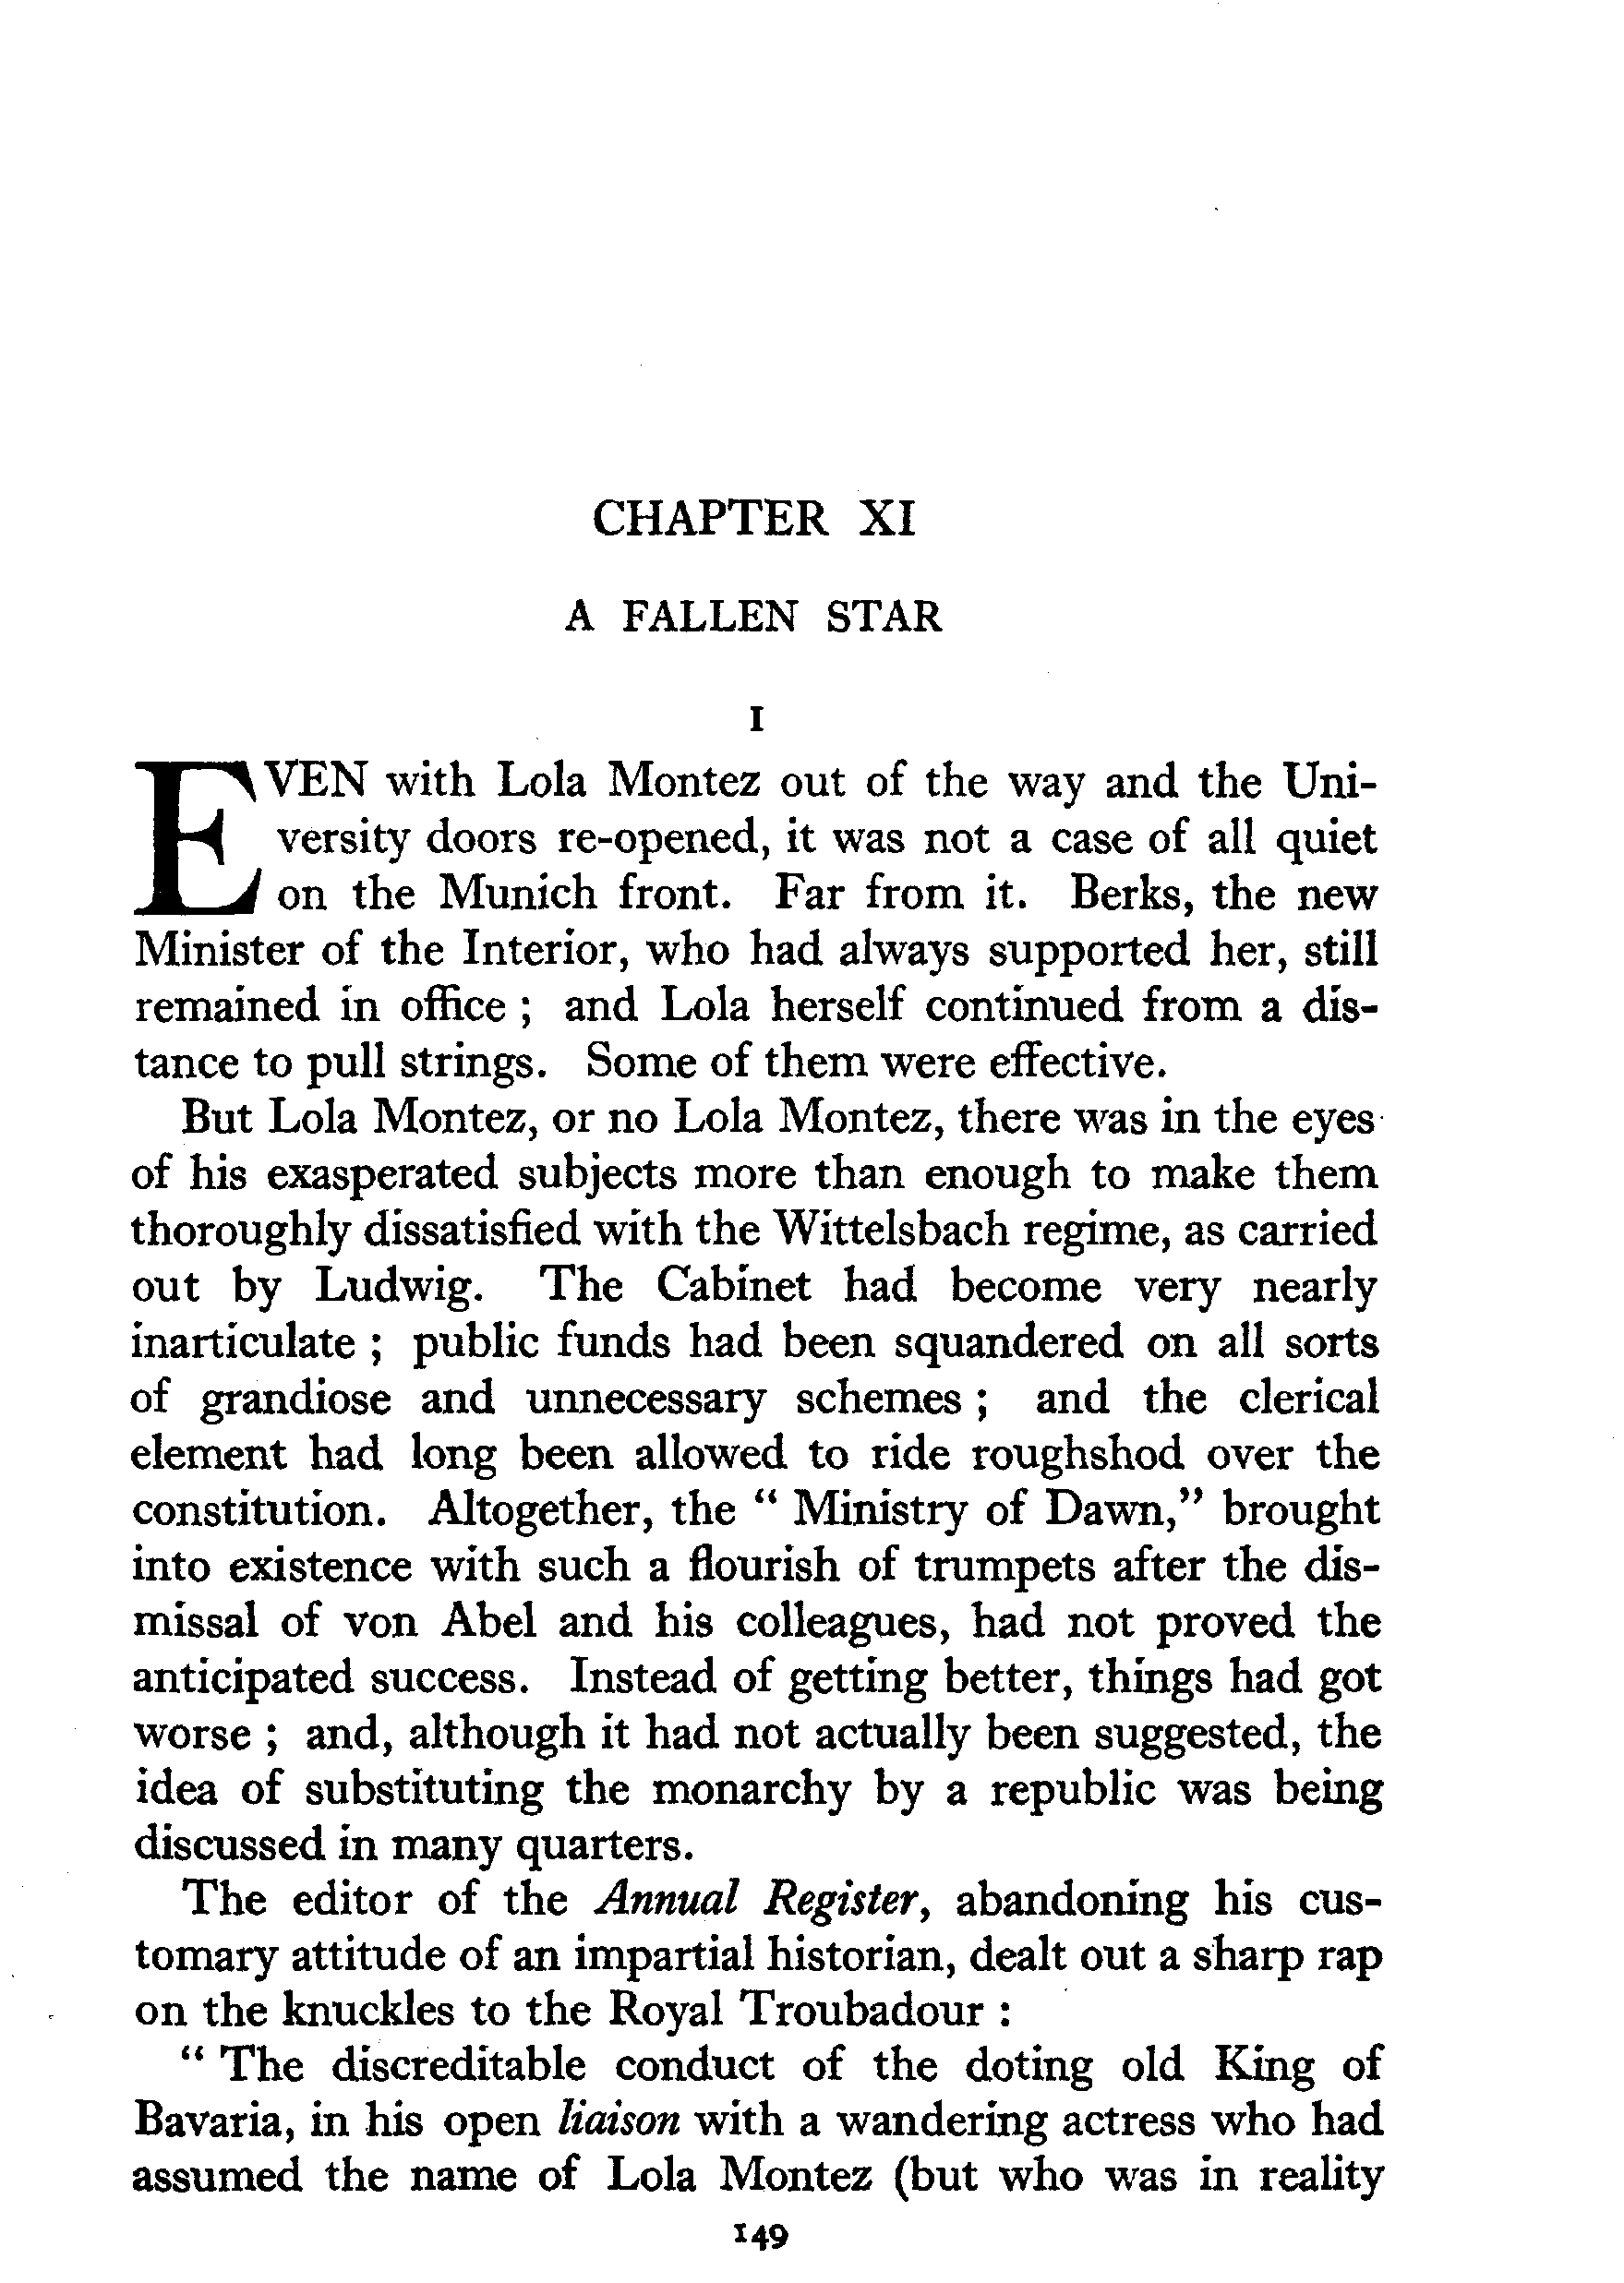 CHAPTER XI
A FALLEN STAR
I
EVEN with Lola Montez out of the way and the Uni-
versity doors re-opened, it was not a case of all quiet
on the Munich front. Far from it. Berks, the new
Minister of the Interior, who had always supported her, still
remained in office ; and Lola herself continued from a dis-
tance to pull strings. Some of them were effective.
But Lola Montez, or no Lola Montez, there was in the eyes
of his exasperated subjects more than enough to make them
thoroughly dissatisfied with the Wittelsbach regime, as carried
out by Ludwig. The Cabinet had become very nearly
inarticulate ; public funds had been squandered on all sorts
of grandiose and unnecessary schemes ; and the clerical
element had long been allowed to ride roughshod over the
constitution. Altogether, the “ Ministry of Dawn,” brought
into existence with such a flourish of trumpets after the dis-
missal of von Abel and his colleagues, had not proved the
anticipated success. Instead of getting better, things had got
worse ; and, although it had not actually been suggested, the
idea of substituting the monarchy by a republic was being
discussed in many quarters.
The editor of the Annual Register, abandoning his cus-
tomary attitude of an impartial historian, dealt out a sharp rap
on the knuckles to the Royal Troubadour :
“ The discreditable conduct of the doting old King of
Bavaria, in his open liaison with a wandering actress who had
assumed the name of Lola Montez (but who was in reality
149